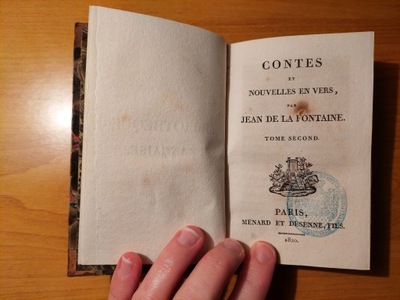 CONTES
ET
NOUVELLES EN VERS,
PAR
JEAN DE LA FONTAINE.
TOME SECOND.
PARIS,
MÉNARD ET DESENNE, FILS.
1820.